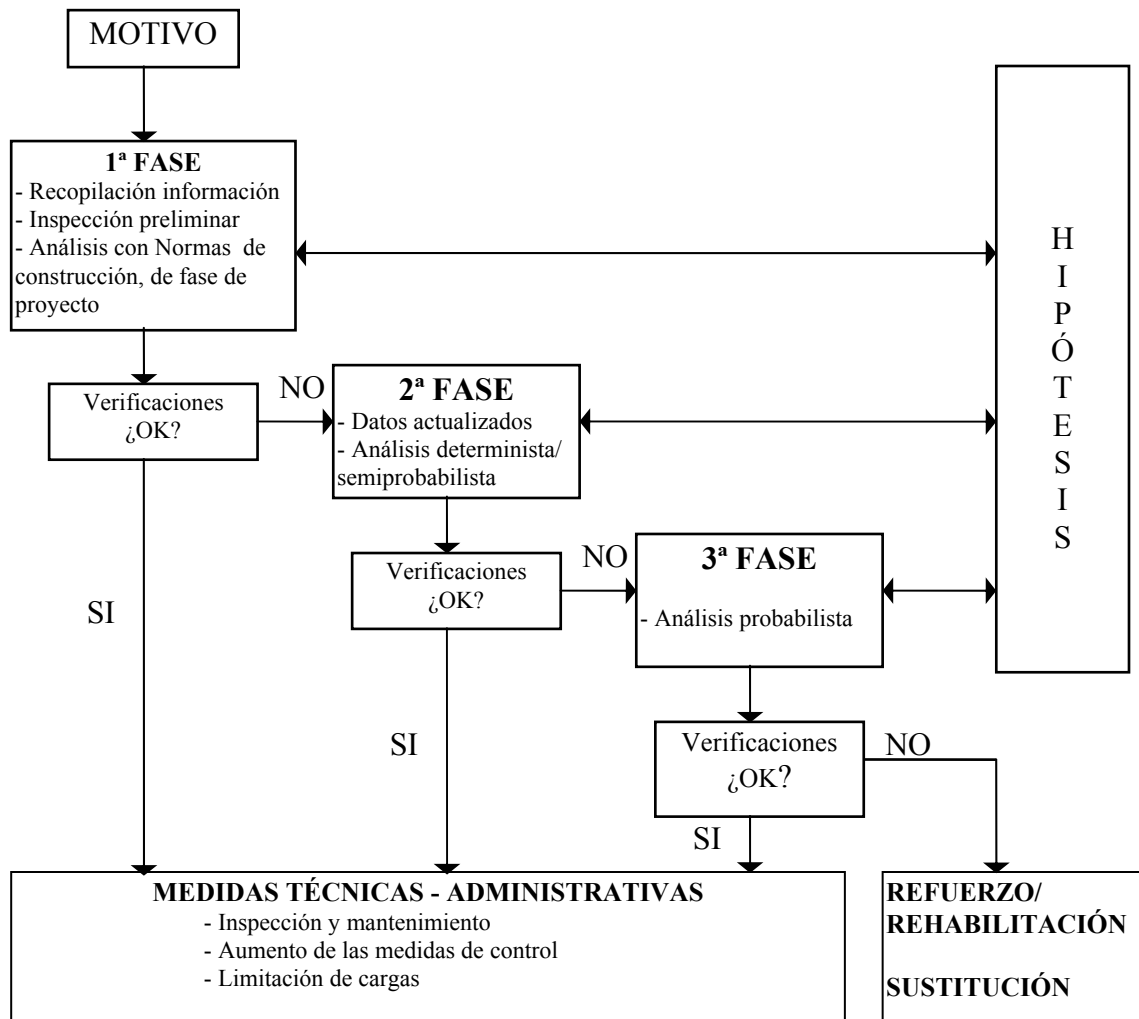 MOTIVO
1ª FASE
- Recopilación información
- Inspección preliminar
- Análisis con Normas de
construcción, de fase de
proyecto
H
I
P
Ó
T
E
S
I
S
Verificaciones
¿OK?
NO
2ª FASE
- Datos actualizados
- Análisis determinista/
semiprobabilista
SI
Verificaciones
¿OK?
NO
3ª FASE
- Análisis probabilista
SI
Verificaciones
¿OK?
NO
SI
MEDIDAS TÉCNICAS - ADMINISTRATIVAS
- Inspección y mantenimiento
- Aumento de las medidas de control
- Limitación de cargas
REFUERZO/
REHABILITACIÓN
SUSTITUCIÓN